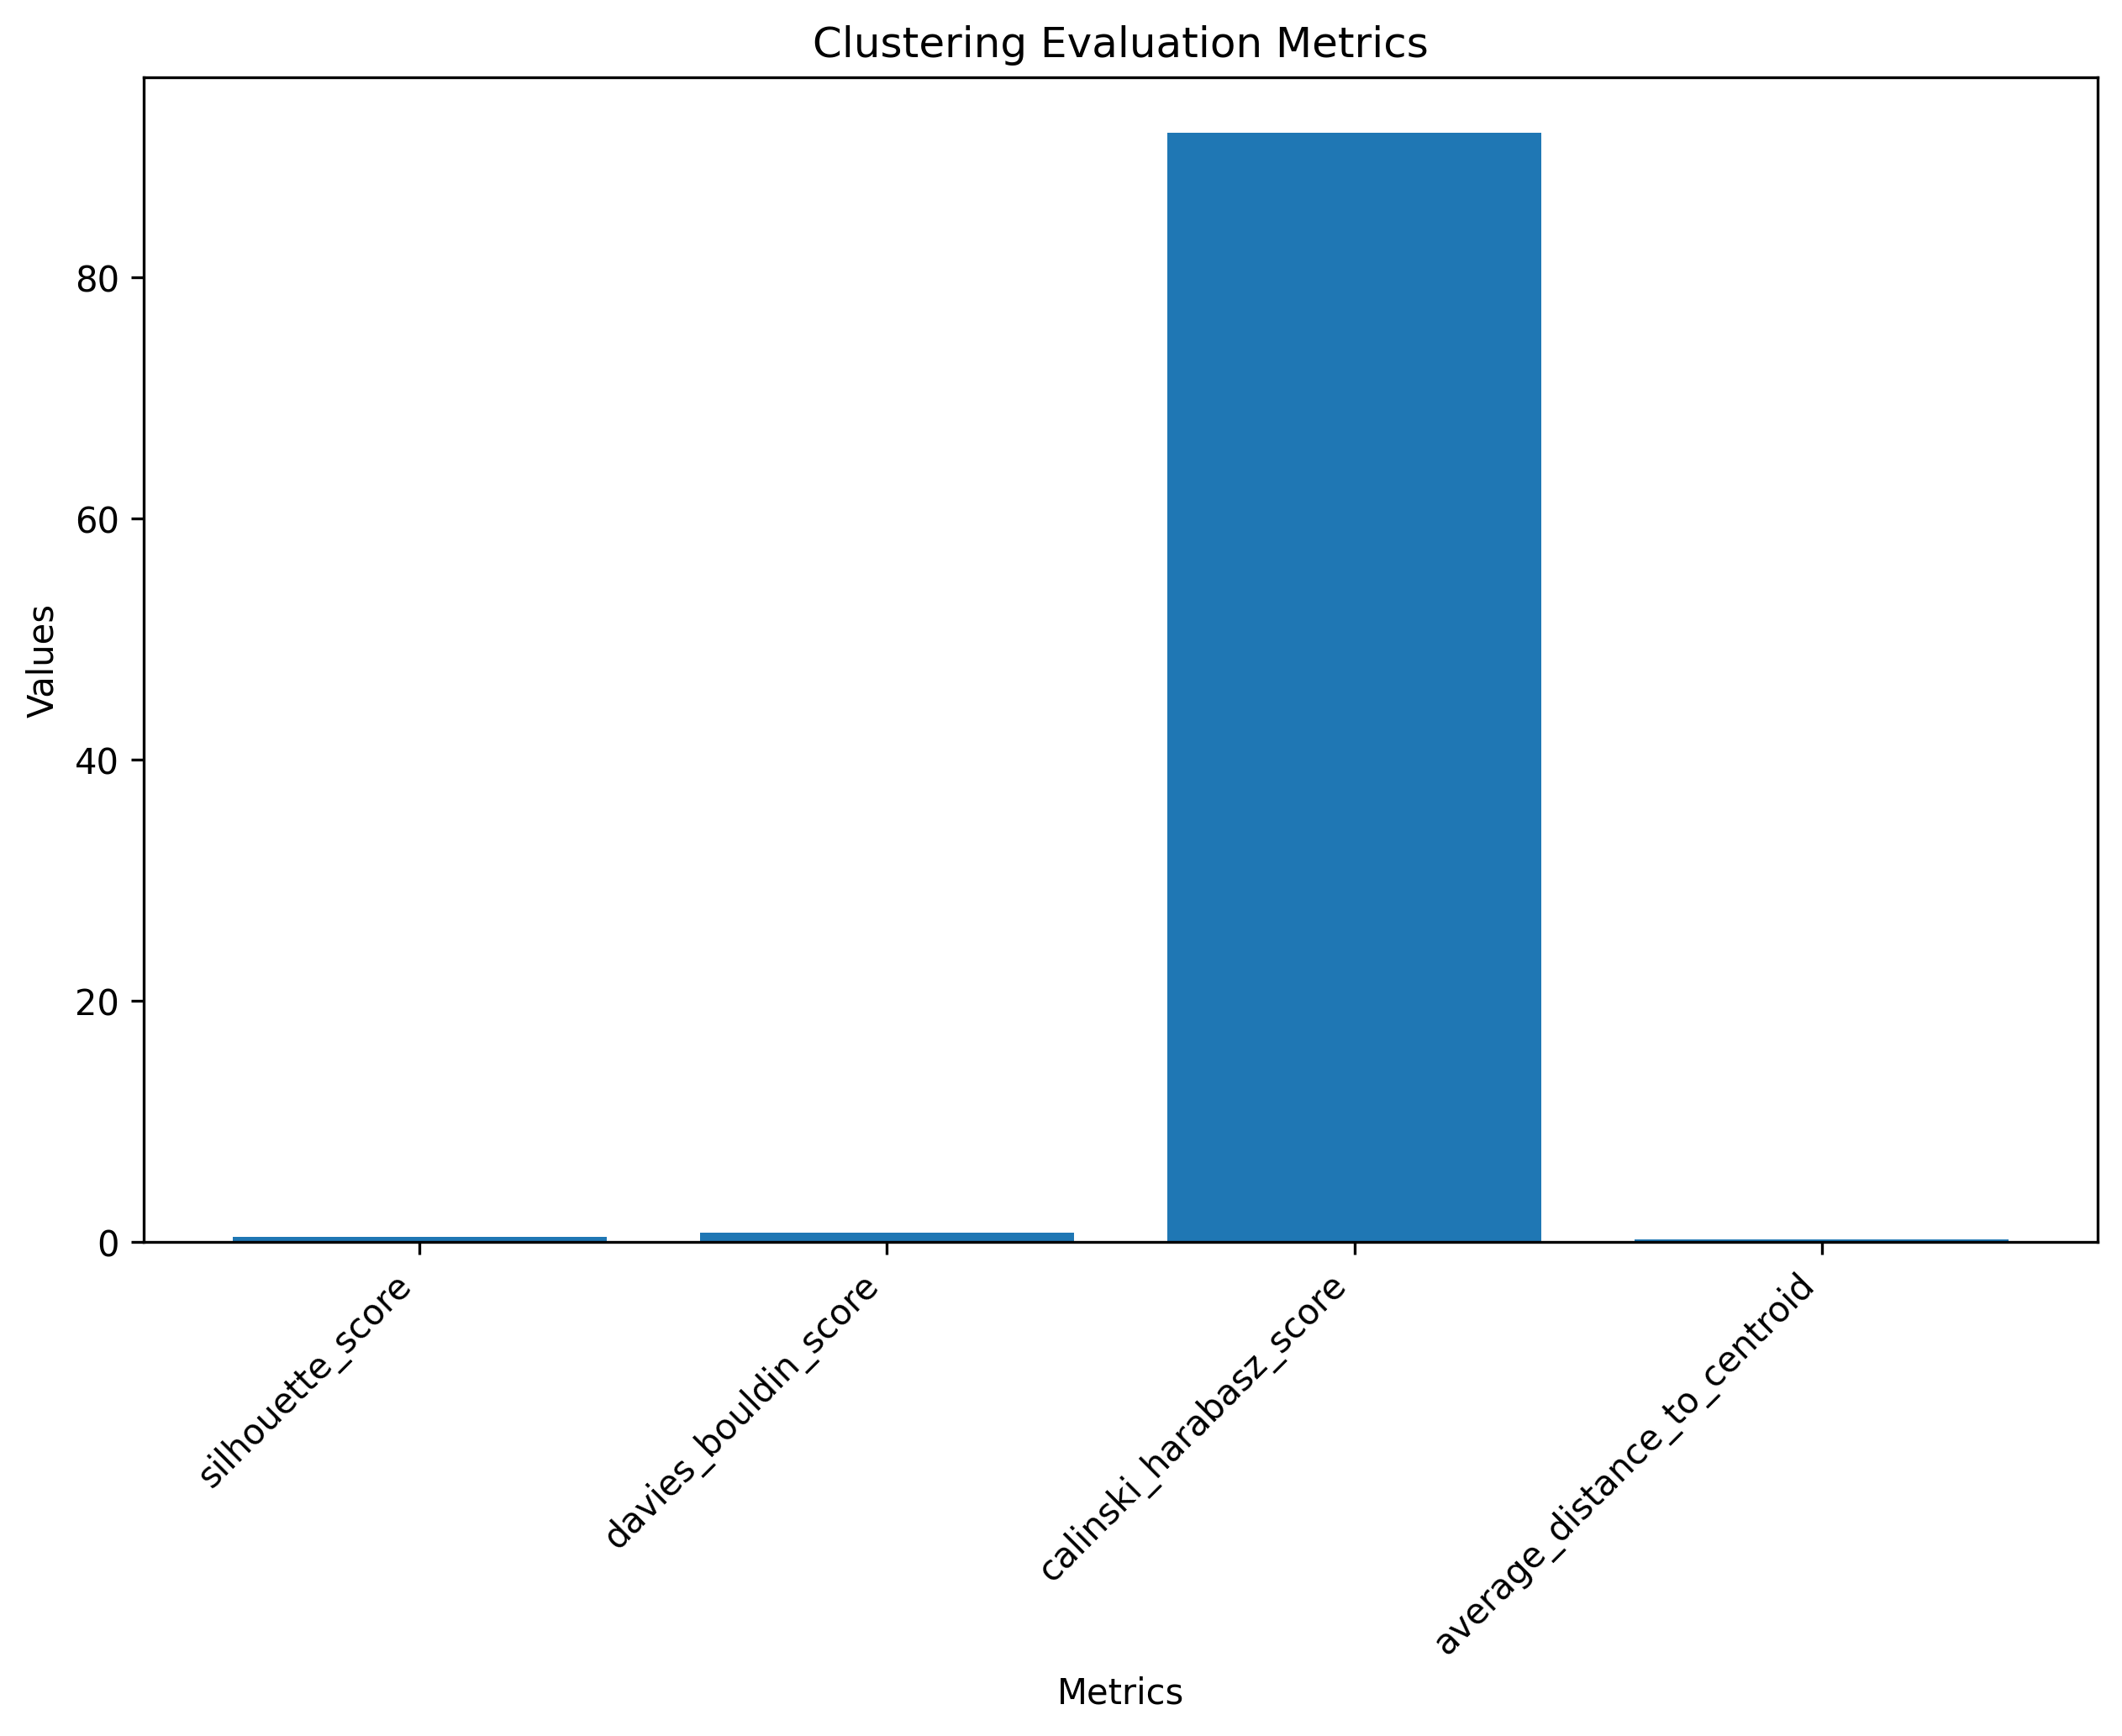 Clustering Evaluation Metrics
Values
80
60
40
20
0
silhouette_score
davies_bouldin_score
calinski_harabasz_score
average_distance_to_centroid
Metrics